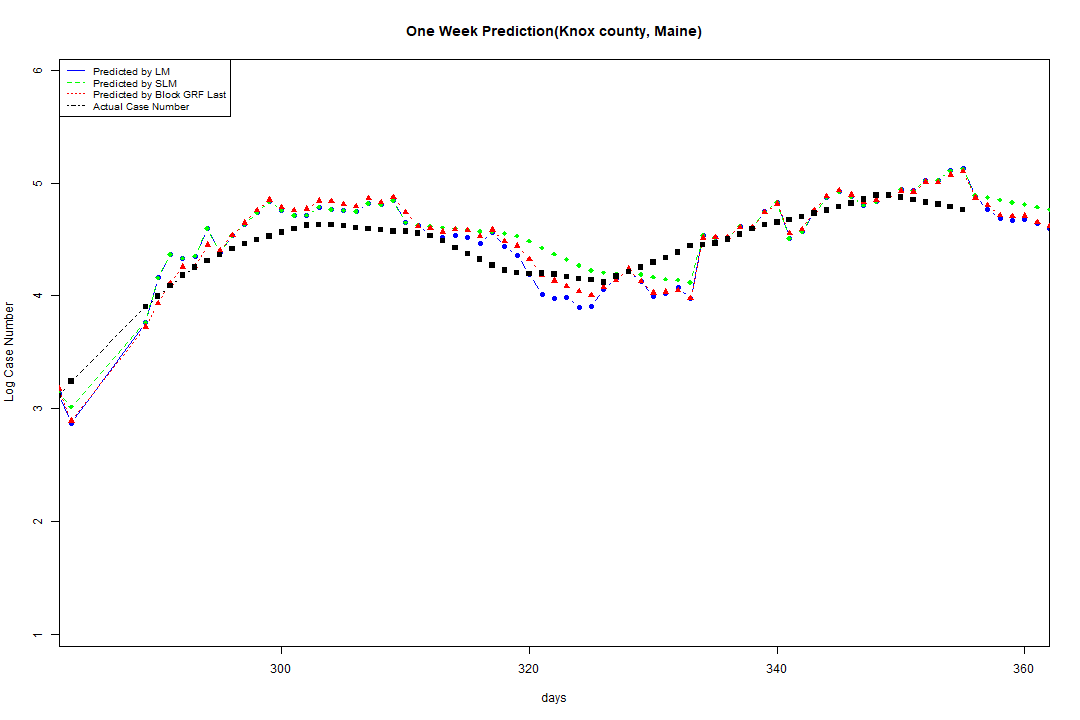 One Week Prediction(Knox county, Maine)
Predicted by LM
Predicted by SLM
Predicted by Block GRF Last
Actual Case Number
6
5
4
3
2
1
Log Case Number
300 320 340 360
days